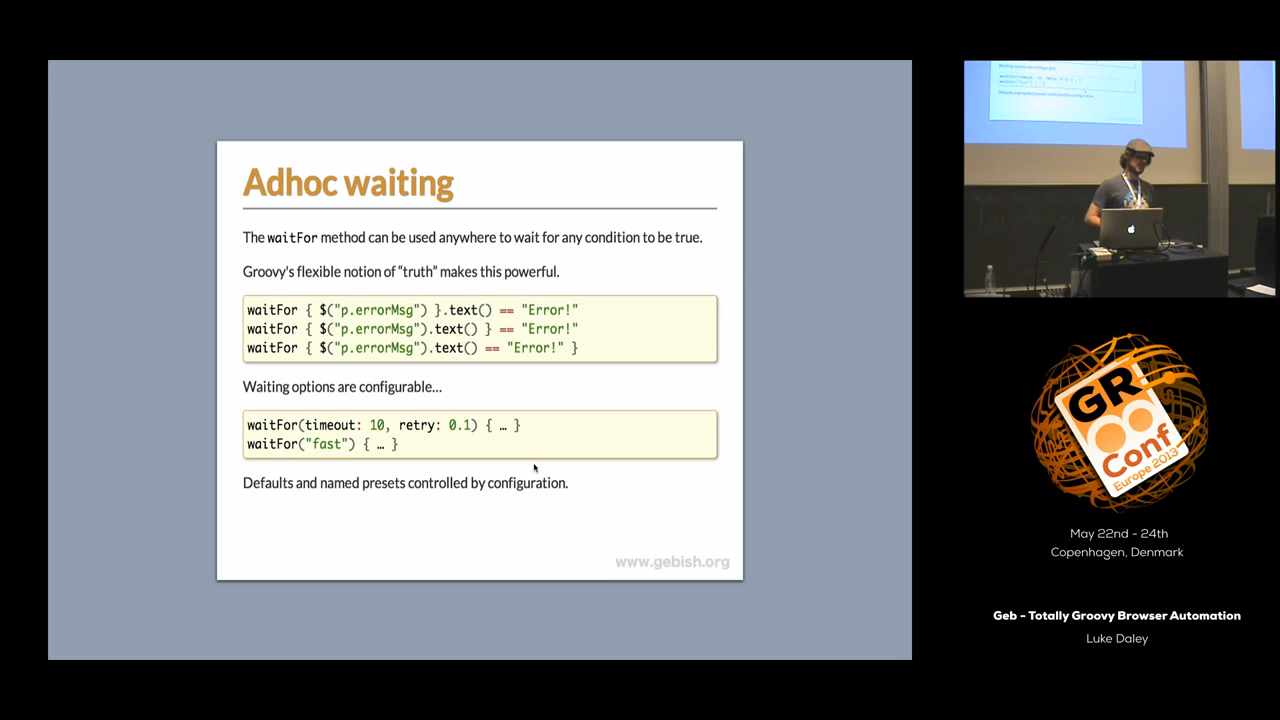 Adhoc waiting
The waitFor method can be used anywhere to wait for any condition to be true.
Groovy's flexible notion of “truth” makes this powerful.
waitFor { $("p.errorMsg") }.text() == "Error!"
waitFor { $("p.errorMsg").text() } == "Error!"
waitFor { $("p.errorMsg").text() == "Error!" }
Waiting options are configurable…
waitFor(timeout: 10, retry: 0.1) { … }
waitFor("fast") { … }
Defaults and named presets controlled by configuration.
www.gebish.org
GR
Conf
Europe 2013
May 22nd - 24th
Copenhagen, Denmark
Geb - Totally Groovy Browser Automation
Luke Daley